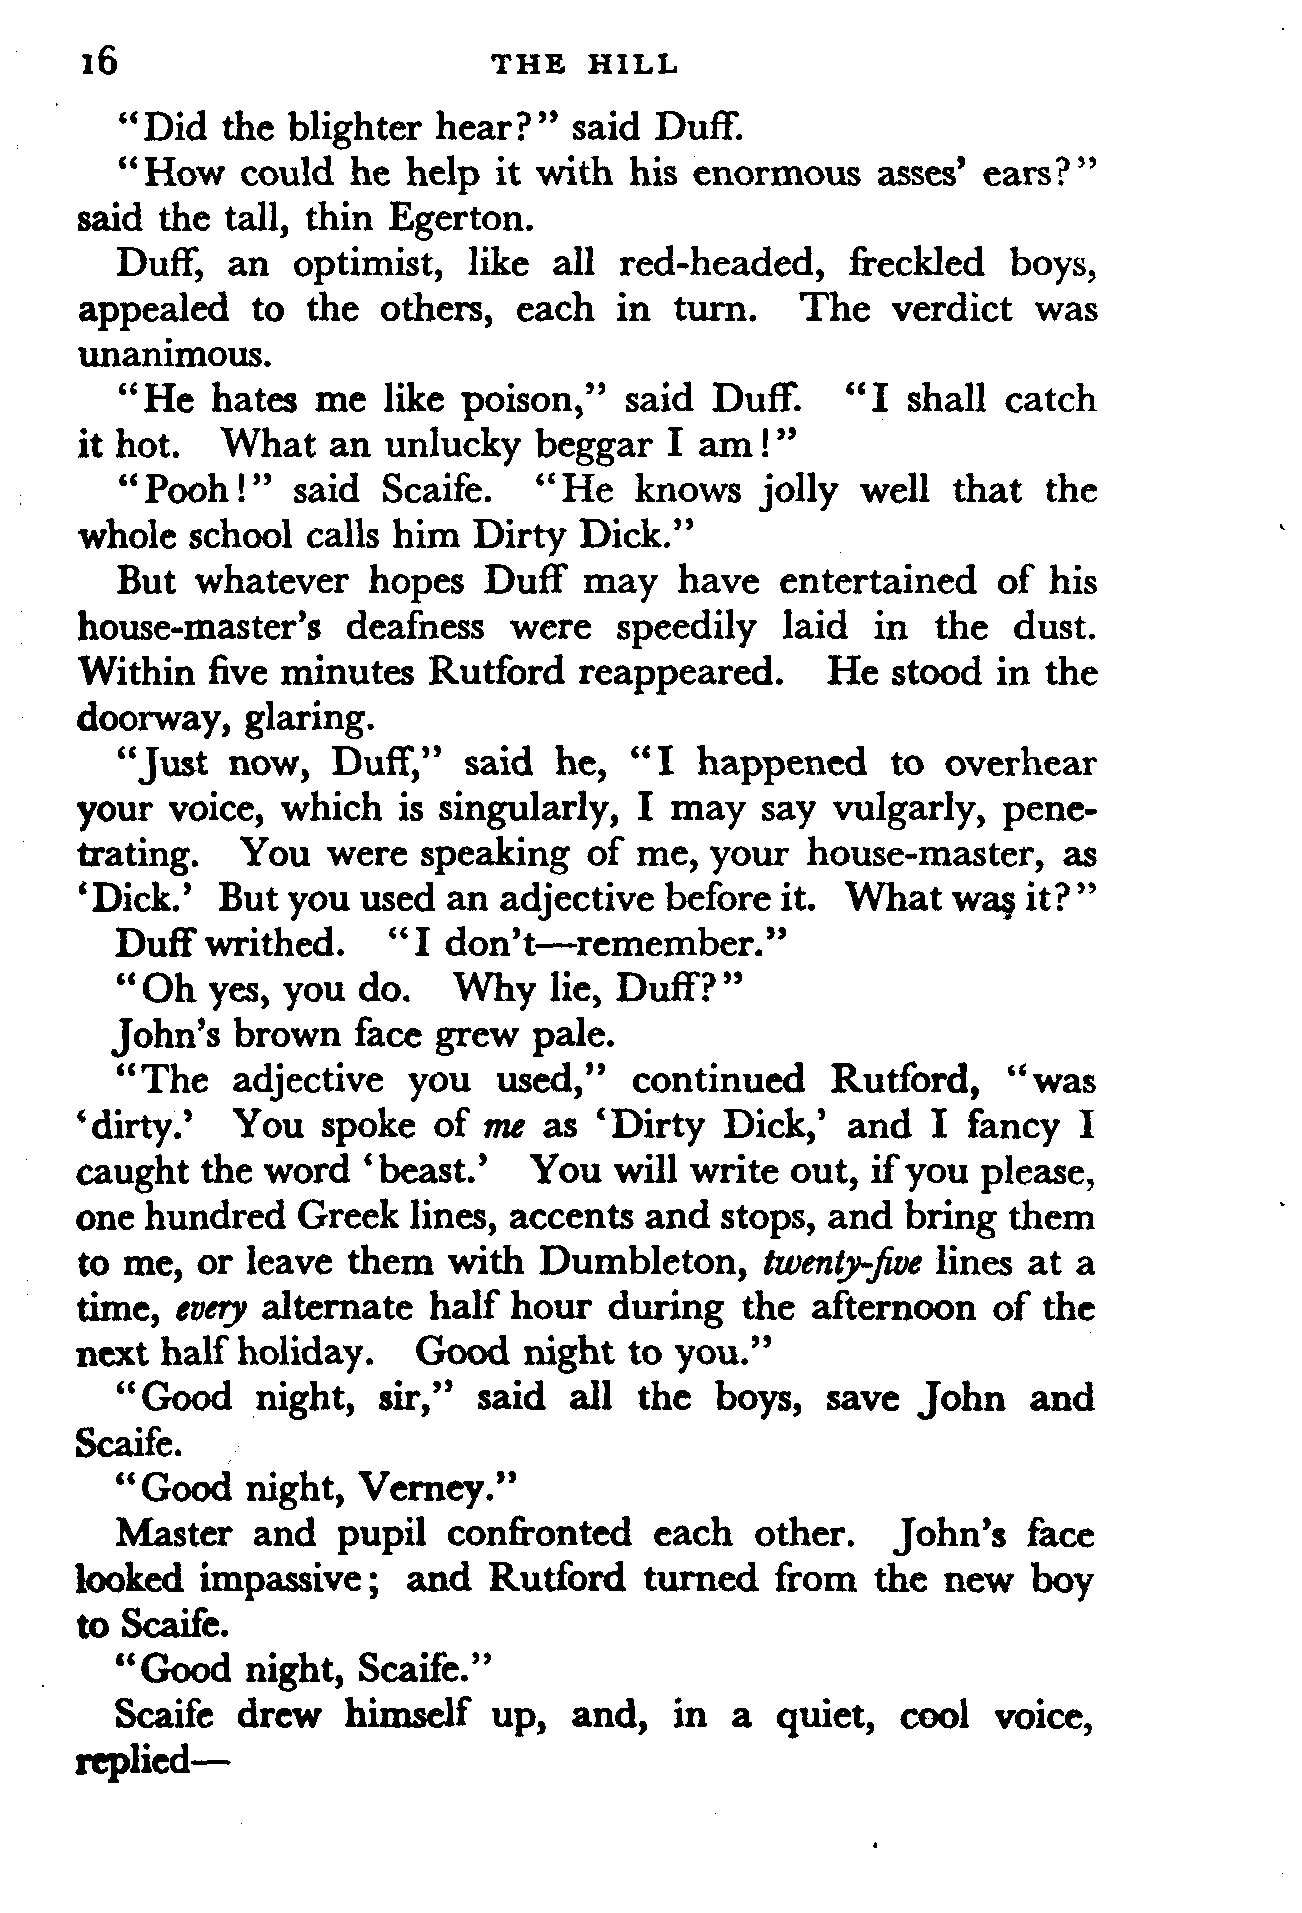 16 THE HILL
“Did the blighter hear?” said Duff.
“How could he help it with his enormous asses’ ears?”
said the tall, thin Egerton.
Duff, an optimist, like all red-headed, freckled boys,
appealed to the others, each in turn. The verdict was
unanimous.
“He hates me like poison,” said Duff. “I shall catch
it hot. What an unlucky beggar I am!”
“Pooh!” said Scaife. “He knows jolly well that the
whole school calls him Dirty Dick.”
But whatever hopes Duff may have entertained of his
house-master’s deafness were speedily laid in the dust.
Within five minutes Rutford reappeared. He stood in the
doorway, glaring.
“Just now, Duff,” said he, “I happened to overhear
your voice, which is singularly, I may say vulgarly, pene-
trating. You were speaking of me, your house-master, as
‘Dick.’ But you used an adjective before it. What was it?”
Duff writhed. “I don’t—remember.”
“Oh yes, you do. Why lie, Duff?”
John’s brown face grew pale.
“The adjective you used,” continued Rutford, “was
‘dirty.’ You spoke of me as ‘Dirty Dick,’ and I fancy I
caught the word ‘beast.’ You will write out, if you please,
one hundred Greek lines, accents and stops, and bring them
to me, or leave them with Dumbleton, twenty-five lines at a
time, every alternate half hour during the afternoon of the
next half holiday. Good night to you.”
“Good night, sir,” said all the boys, save John and
Scaife.
“Good night, Verney.”
Master and pupil confronted each other. John’s face
looked impassive; and Rutford turned from the new boy
to Scaife.
“Good night, Scaife.”
Scaife drew himself up, and, in a quiet, cool voice,
replied—